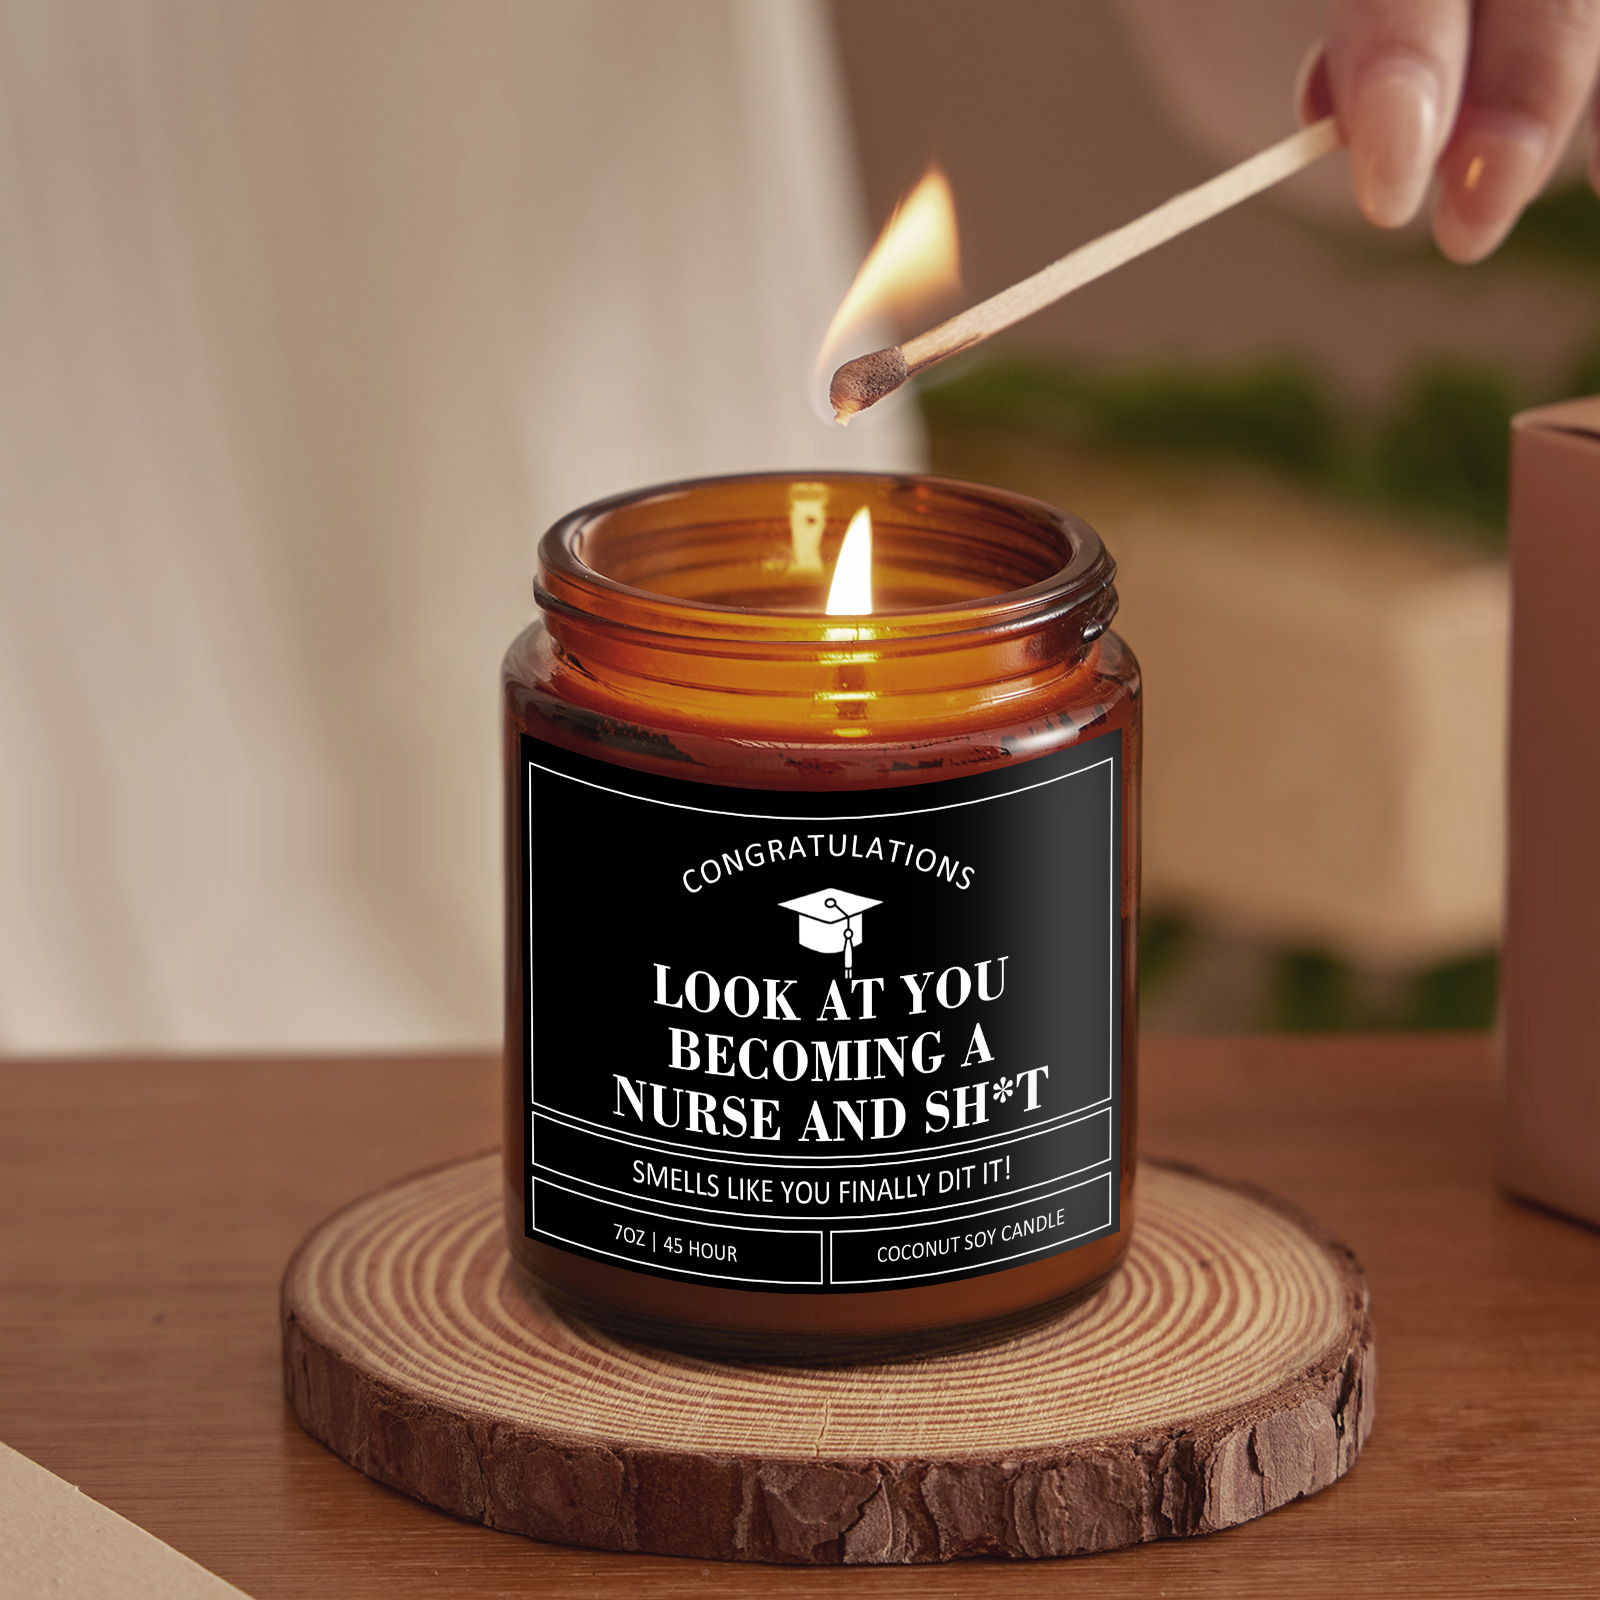 CONGRATULATIONS
LOOK AT YOU
BECOMING A
NURSE AND SH*T
SMELLS LIKE YOU FINALLY DIT IT!
7OZ | 45 HOUR
COCONUT SOY CANDLE